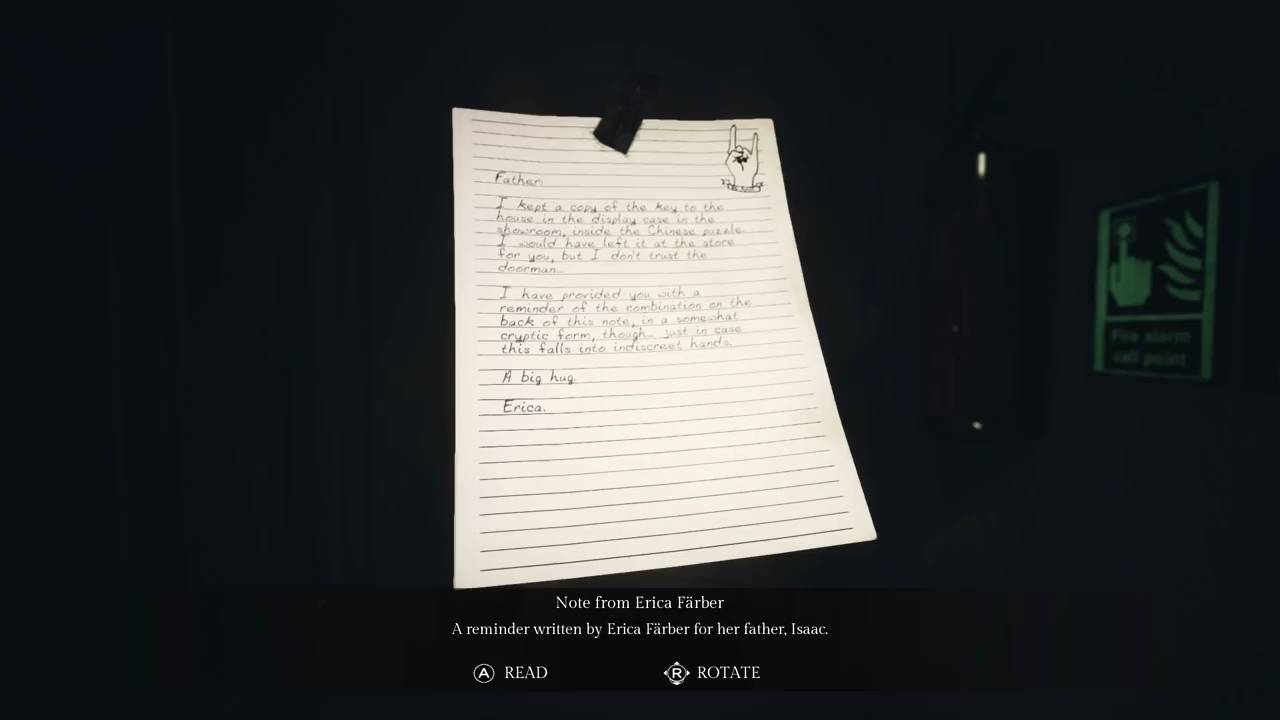 Father:
I kept a copy of the key to the
house in the display case in the
showroom, inside the Chinese puzzle.
I would have left it at the store
for you, but I don't trust the
doorman...
I have provided you with a
reminder of the combination on the
back of this note, in a somewhat
cryptic form, though... just in case
this falls into indiscreet hands.
A big hug.
Erica.
Fire alarm
call point
Note from Erica Färber
A reminder written by Erica Färber for her father, Isaac.
A READ
R ROTATE